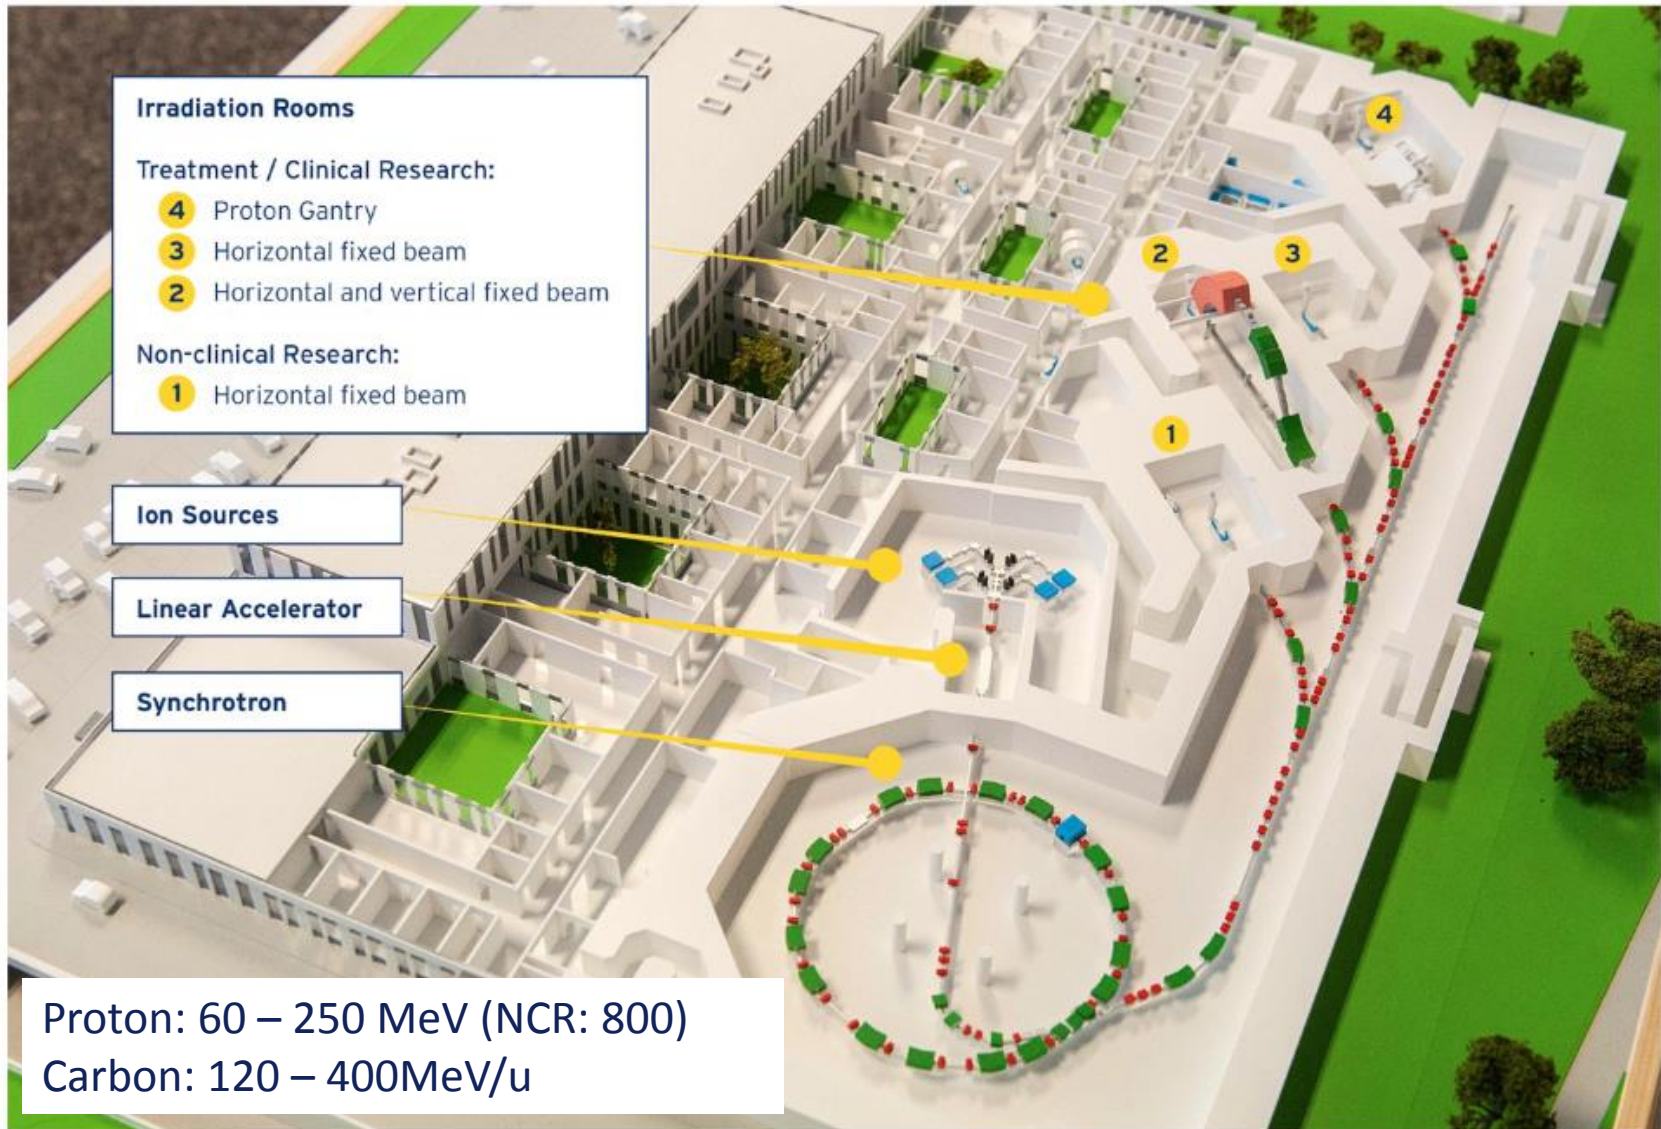 Irradiation Rooms
Treatment / Clinical Research:
4 Proton Gantry
3 Horizontal fixed beam
2 Horizontal and vertical fixed beam
Non-clinical Research:
1 Horizontal fixed beam
Ion Sources
Linear Accelerator
Synchrotron
4
2
3
1
Proton: 60 – 250 MeV (NCR: 800)
Carbon: 120 – 400MeV/u